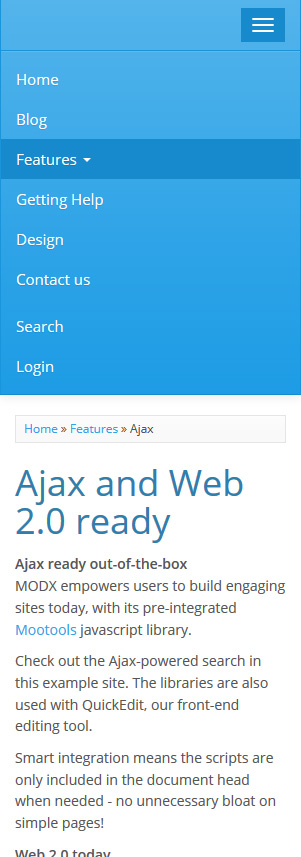 Home
Blog
Features
Getting Help
Design
Contact us
Search
Login
Home » Features » Ajax
Ajax and Web
2.0 ready
Ajax ready out-of-the-box
MODX empowers users to build engaging
sites today, with its pre-integrated
Mootools javascript library.
Check out the Ajax-powered search in
this example site. The libraries are also
used with QuickEdit, our front-end
editing tool.
Smart integration means the scripts are
only included in the document head
when needed - no unnecessary bloat on
simple pages!
Web 2.0 today